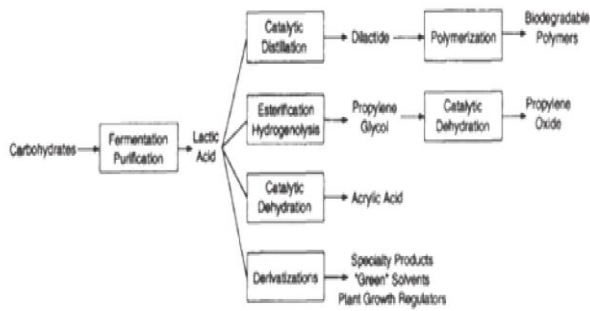 Carbohydrates
Fermentation
Purification
Lactic
Acid
Catalytic
Distillation
Dilactide
Polymerization
Biodegradable
Polymers
Esterification
Hydrogenolysis
Propylene
Glycol
Catalytic
Dehydration
Propylene
Oxide
Catalytic
Dehydration
Acrylic Acid
Derivatizations
Specialty Products
"Green" Solvents
Plant Growth Regulators